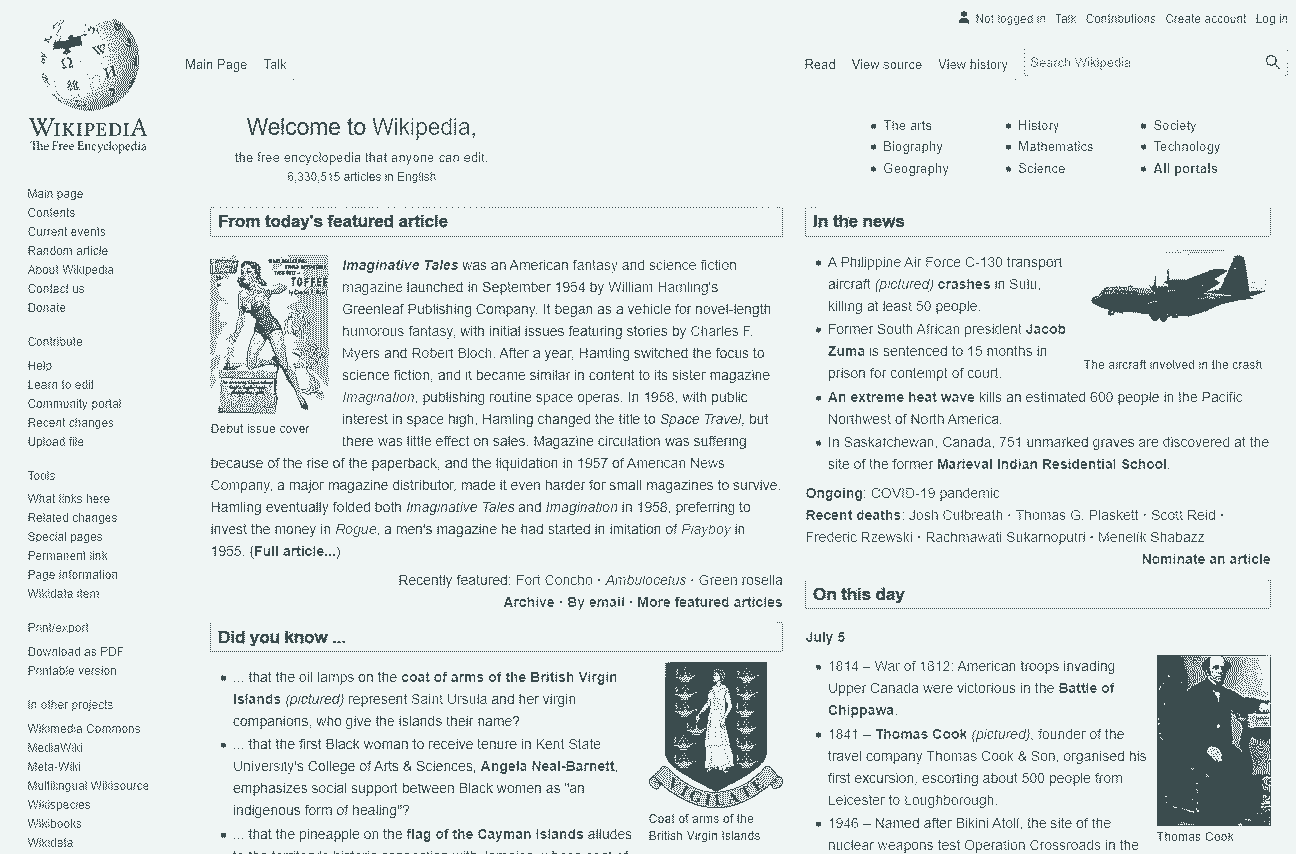 Not logged in Talk Contributions Create account Log in
Main Page Talk
Read View source View history Search Wikipedia
WIKIPEDIA
The Free Encyclopedia
Main page
Contents
Current events
Random article
About Wikipedia
Contact us
Donate
Contribute
Help
Learn to edit
Community portal
Recent changes
Upload file
Tools
What links here
Related changes
Special pages
Permanent link
Page information
Wikidata item
Print/export
Download as PDF
Printable version
In other projects
Wikimedia Commons
MediaWiki
Meta-Wiki
Multilingual Wikisource
Wikispecies
Wikibooks
Wikidata
Welcome to Wikipedia,
the free encyclopedia that anyone can edit.
6,330,515 articles in English
The arts
Biography
Geography
History
Mathematics
Science
Society
Technology
All portals
From today's featured article
TOFFEE
Debut issue cover
Imaginative Tales was an American fantasy and science fiction
magazine launched in September 1954 by William Hamling's
Greenleaf Publishing Company. It began as a vehicle for novel-length
humorous fantasy, with initial issues featuring stories by Charles F.
Myers and Robert Bloch. After a year, Hamling switched the focus to
science fiction, and it became similar in content to its sister magazine
Imagination, publishing routine space operas. In 1958, with public
interest in space high, Hamling changed the title to Space Travel, but
there was little effect on sales. Magazine circulation was suffering
because of the rise of the paperback, and the liquidation in 1957 of American News
Company, a major magazine distributor, made it even harder for small magazines to survive.
Hamling eventually folded both Imaginative Tales and Imagination in 1958, preferring to
invest the money in Rogue, a men's magazine he had started in imitation of Playboy in
1955. (Full article...)
Recently featured: Fort Concho · Ambulocetus · Green rosella
Archive · By email · More featured articles
Did you know ...
... that the oil lamps on the coat of arms of the British Virgin
Islands (pictured) represent Saint Ursula and her virgin
companions, who give the islands their name?
... that the first Black woman to receive tenure in Kent State
University's College of Arts & Sciences, Angela Neal-Barnett,
emphasizes social support between Black women as "an
indigenous form of healing"?
... that the pineapple on the flag of the Cayman Islands alludes
to the territory's historic connection with Jamaica, whose coat of
VIGILATE
Coat of arms of the
British Virgin Islands
In the news
A Philippine Air Force C-130 transport
aircraft (pictured) crashes in Sulu,
killing at least 50 people.
Former South African president Jacob
Zuma is sentenced to 15 months in
prison for contempt of court.
The aircraft involved in the crash
An extreme heat wave kills an estimated 600 people in the Pacific
Northwest of North America.
In Saskatchewan, Canada, 751 unmarked graves are discovered at the
site of the former Marieval Indian Residential School.
Ongoing: COVID-19 pandemic
Recent deaths: Josh Culbreath · Thomas G. Plaskett · Scott Reid ·
Frederic Rzewski · Rachmawati Sukarnoputri · Menelik Shabazz
Nominate an article
On this day
July 5
1814 – War of 1812: American troops invading
Upper Canada were victorious in the Battle of
Chippawa.
1841 – Thomas Cook (pictured), founder of the
travel company Thomas Cook & Son, organised his
first excursion, escorting about 500 people from
Leicester to Loughborough.
1946 – Named after Bikini Atoll, the site of the
nuclear weapons test Operation Crossroads in the
Thomas Cook